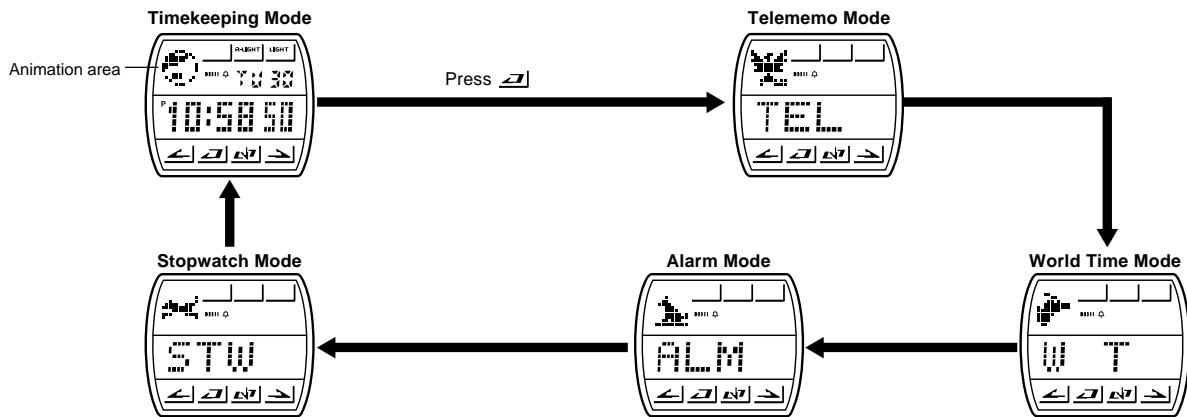 Timekeeping Mode
Telememo Mode
A-LIGHT LIGHT
Animation area
TU 30
Press
P 10:58 50
TEL
Stopwatch Mode
Alarm Mode
World Time Mode
STW
ALM
W T